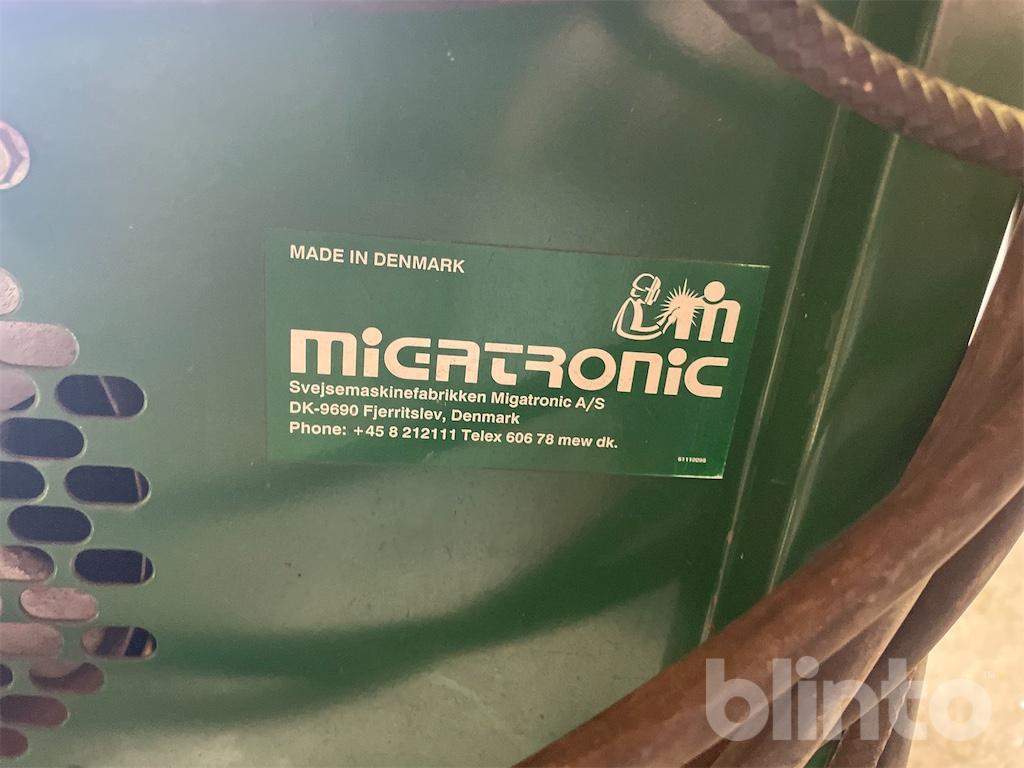 MADE IN DENMARK
m
MIGATRONIC
Svejsemaskinefabrikken Migatronic A/S
DK-9690 Fjerritslev, Denmark
Phone: +45 8 212111 Telex 606 78 mew dk.
61110098
blinto™